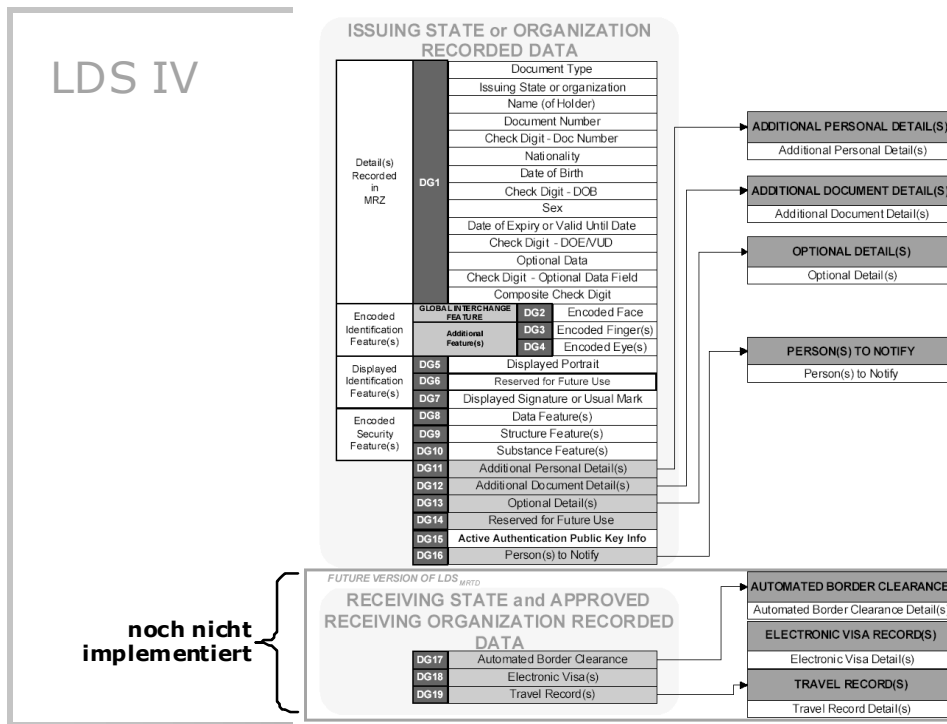 LDS IV
ISSUING STATE or ORGANIZATION
RECORDED DATA
Detail(s)
Recorded
in
MRZ
DG1
Document Type
Issuing State or organization
Name (of Holder)
Document Number
Check Digit - Doc Number
Nationality
Date of Birth
Check Digit - DOB
Sex
Date of Expiry or Valid Until Date
Check Digit - DOE/VUD
Optional Data
Check Digit - Optional Data Field
Composite Check Digit
Encoded
Identification
Feature(s)
GLOBAL INTERCHANGE
FEATURE
DG2 Encoded Face
Additional
Feature(s)
DG3 Encoded Finger(s)
DG4 Encoded Eye(s)
Displayed
Identification
Feature(s)
DG5 Displayed Portrait
DG6 Reserved for Future Use
DG7 Displayed Signature or Usual Mark
Encoded
Security
Feature(s)
DG8 Data Feature(s)
DG9 Structure Feature(s)
DG10 Substance Feature(s)
DG11 Additional Personal Detail(s)
DG12 Additional Document Detail(s)
DG13 Optional Detail(s)
DG14 Reserved for Future Use
DG15 Active Authentication Public Key Info
DG16 Person(s) to Notify
ADDITIONAL PERSONAL DETAIL(S)
Additional Personal Detail(s)
ADDITIONAL DOCUMENT DETAIL(S)
Additional Document Detail(s)
OPTIONAL DETAIL(S)
Optional Detail(s)
PERSON(S) TO NOTIFY
Person(s) to Notify
noch nicht
implementiert
FUTURE VERSION OF LDS MRTD
RECEIVING STATE and APPROVED
RECEIVING ORGANIZATION RECORDED
DATA
DG17 Automated Border Clearance
DG18 Electronic Visa(s)
DG19 Travel Record(s)
AUTOMATED BORDER CLEARANCE
Automated Border Clearance Detail(s
ELECTRONIC VISA RECORD(S)
Electronic Visa Detail(s)
TRAVEL RECORD(S)
Travel Record Detail(s)